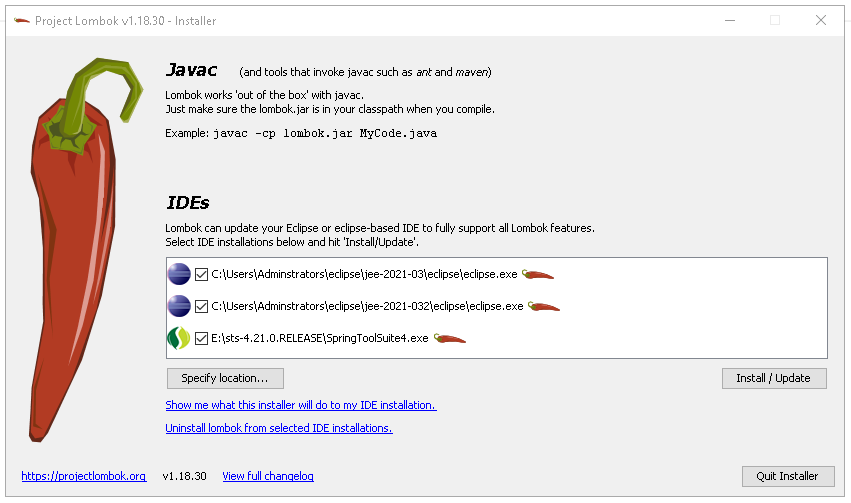 Project Lombok v1.18.30 - Installer
Javac (and tools that invoke javac such as ant and maven)
Lombok works 'out of the box' with javac.
Just make sure the lombok.jar is in your classpath when you compile.
Example: javac -cp lombok.jar MyCode.java
IDEs
Lombok can update your Eclipse or eclipse-based IDE to fully support all Lombok features.
Select IDE installations below and hit 'Install/Update'.
C:\Users\Adminstrators\eclipse\jee-2021-03\eclipse\eclipse.exe
C:\Users\Adminstrators\eclipse\jee-2021-032\eclipse\eclipse.exe
E:\sts-4.21.0.RELEASE\SpringToolSuite4.exe
Specify location... Install / Update
Show me what this installer will do to my IDE installation.
Uninstall lombok from selected IDE installations.
https://projectlombok.org v1.18.30 View full changelog Quit Installer